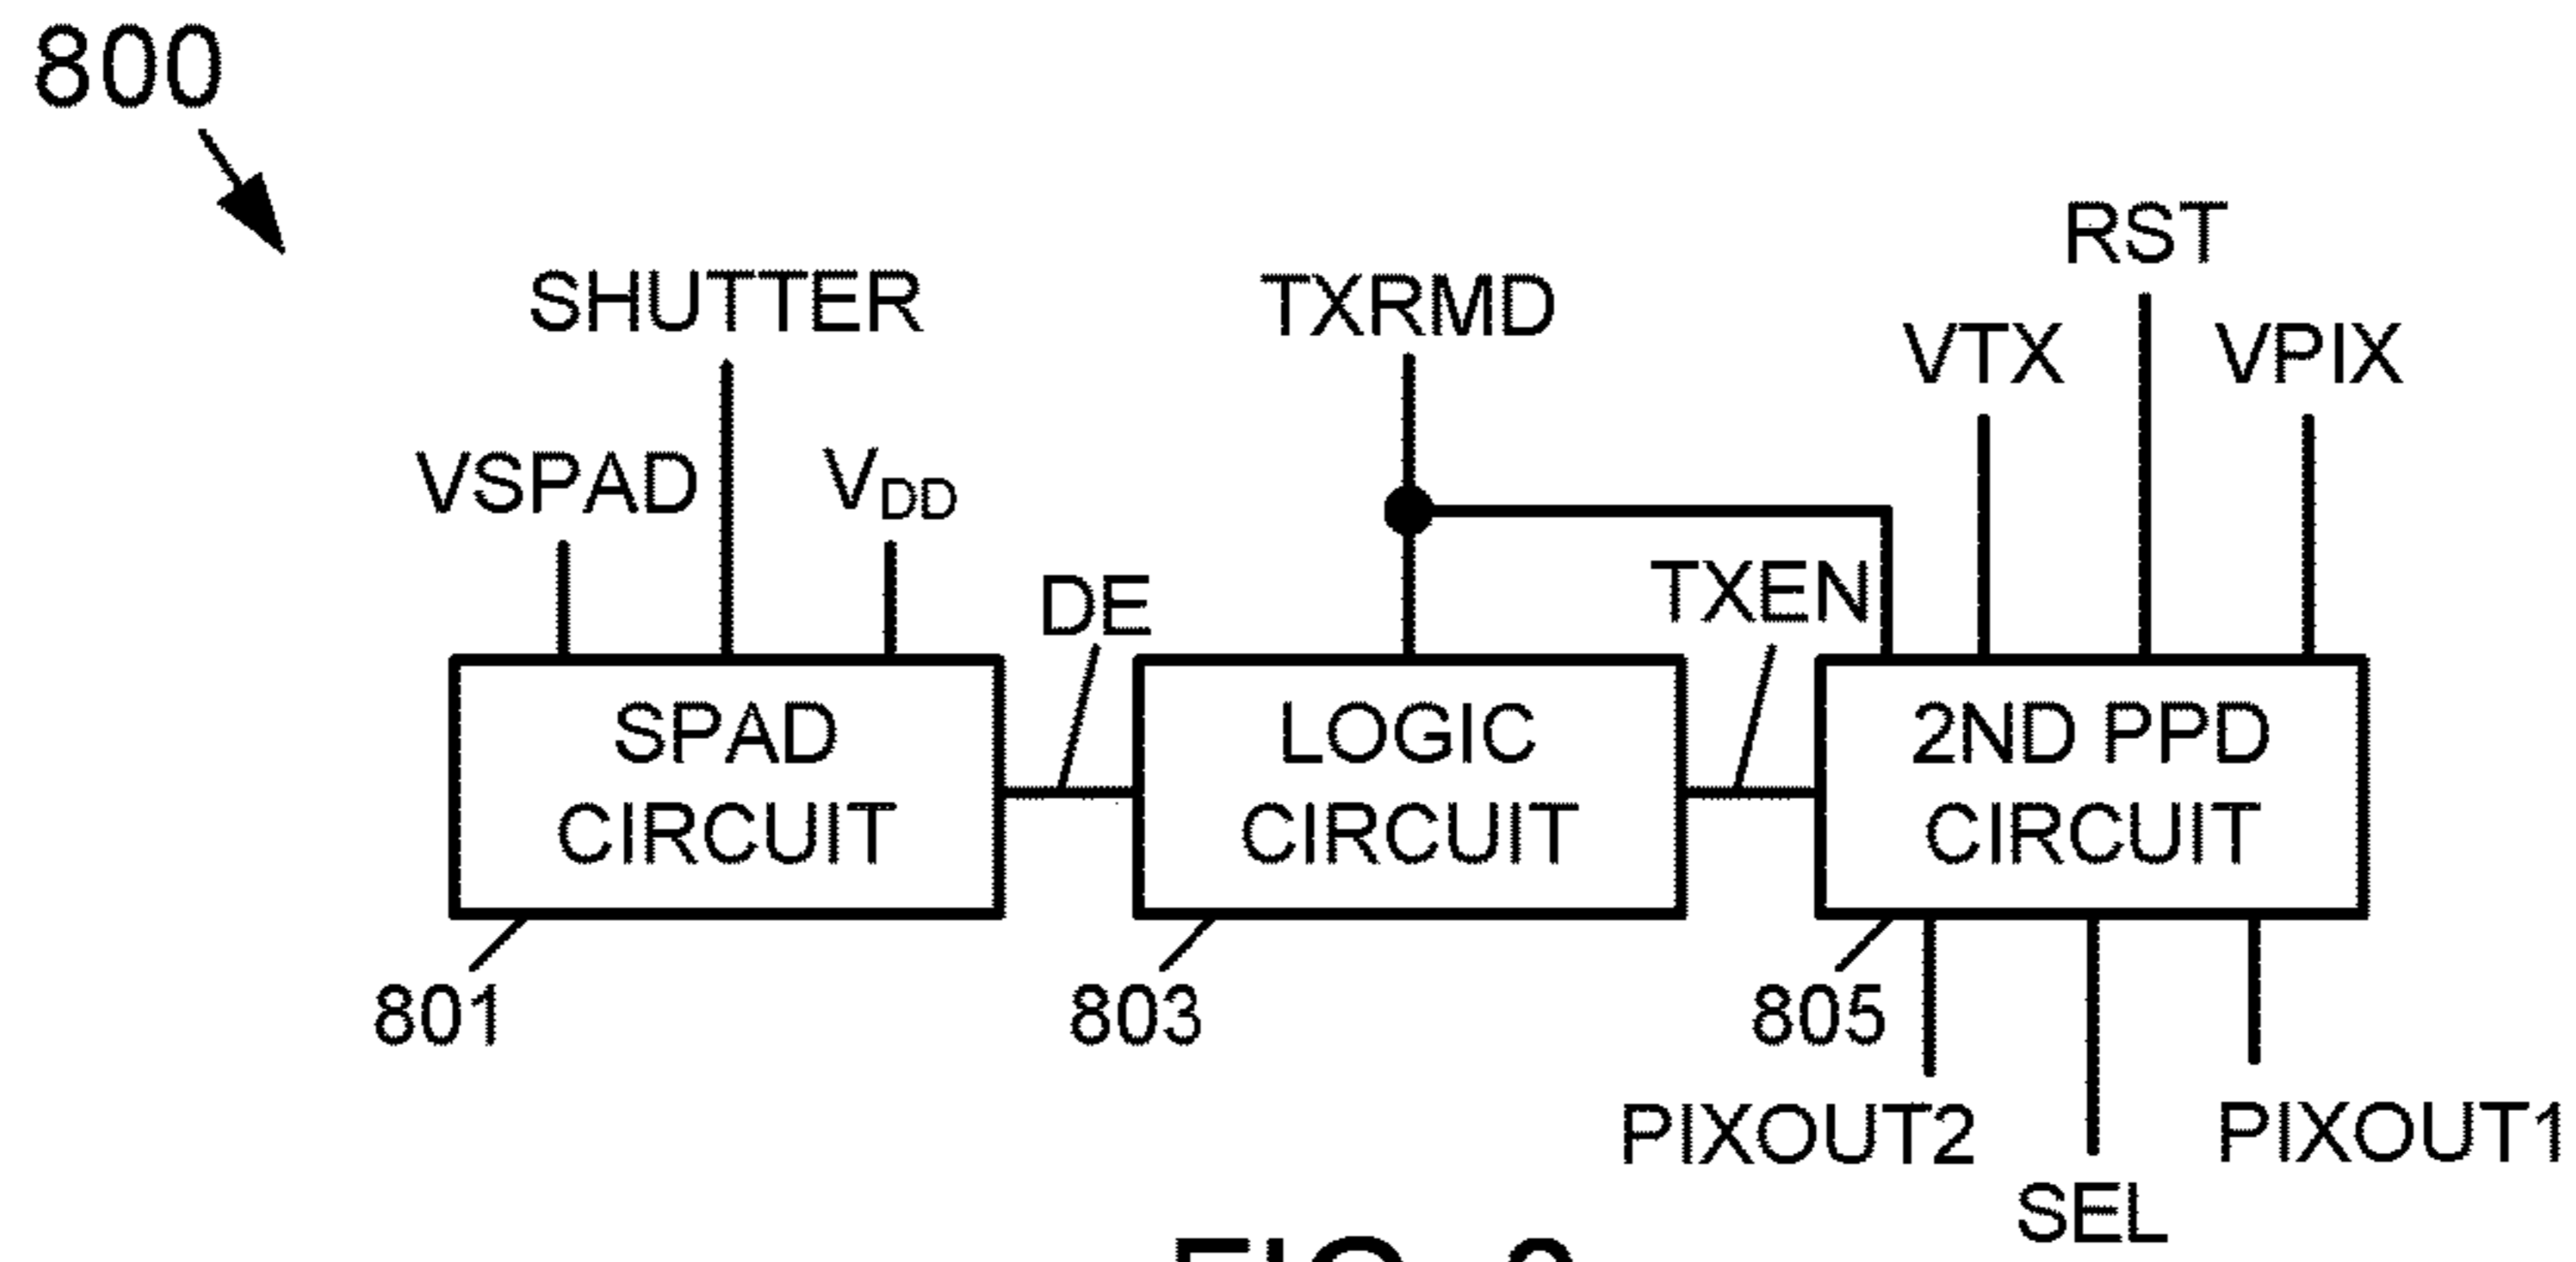 800
RST
SHUTTER
TXRMD
VTX
VPIX
VSPAD
VDD
DE
TXEN
SPAD
CIRCUIT
LOGIC
CIRCUIT
2ND PPD
CIRCUIT
801
803
805
PIXOUT2
PIXOUT1
SEL